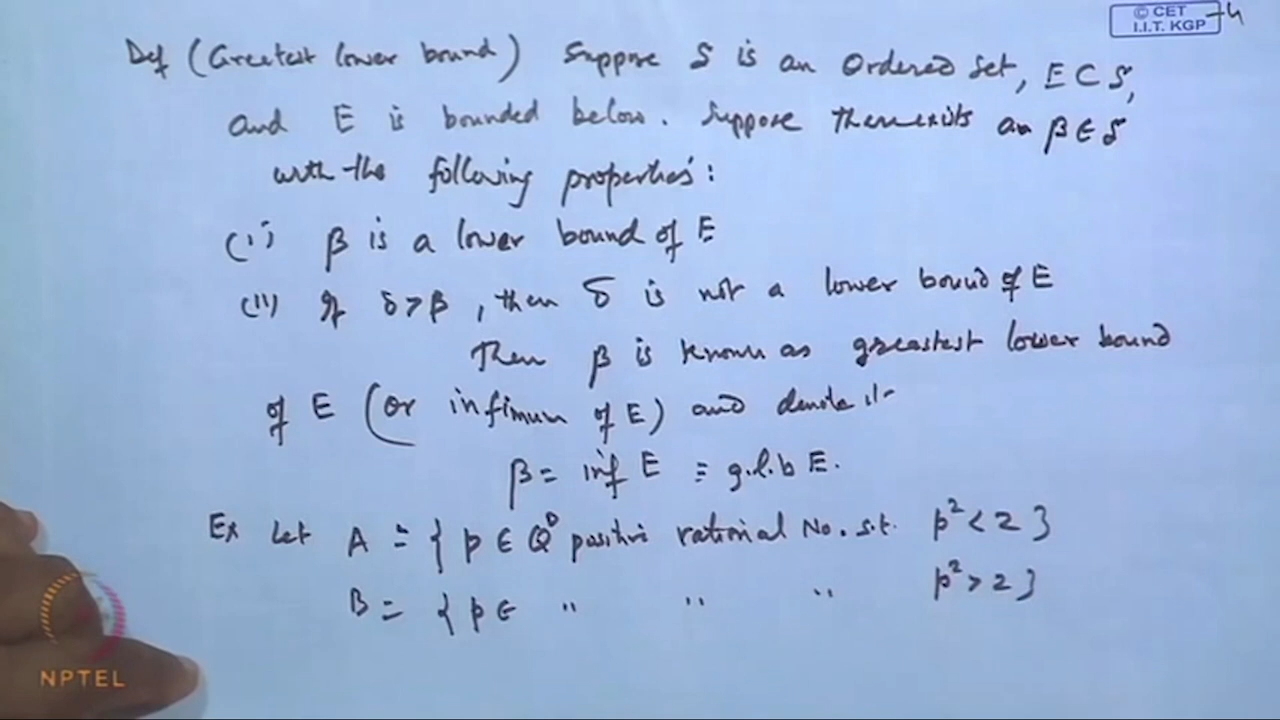 © CET
I.I.T. KGP
Def (Greatest lower bound) Suppose S is an ordered set, E ⊂ S,
and E is bounded below. Suppose there exists an β ∈ S
with the following properties:
(i) β is a lower bound of E
(ii) If δ > β, then δ is not a lower bound of E
Then β is known as greatest lower bound
of E (or infimum of E) and denote it
β = inf E ≡ g.l.b E.
Ex Let A = { p ∈ Q positive rational No. s.t. p² < 2 }
B = { p ∈ " " " p² > 2 }
NPTEL